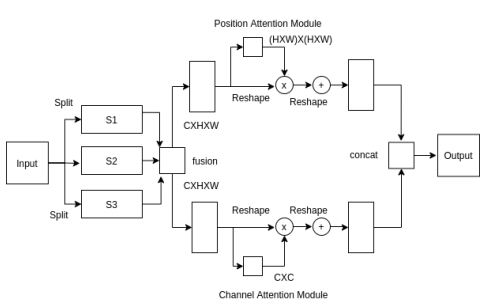 Position Attention Module
(HXW)X(HXW)
Split
x
+
Reshape
Reshape
S1
CXHXW
Input
S2
fusion
concat
Output
CXHXW
S3
Split
Reshape
Reshape
x
+
CXC
Channel Attention Module